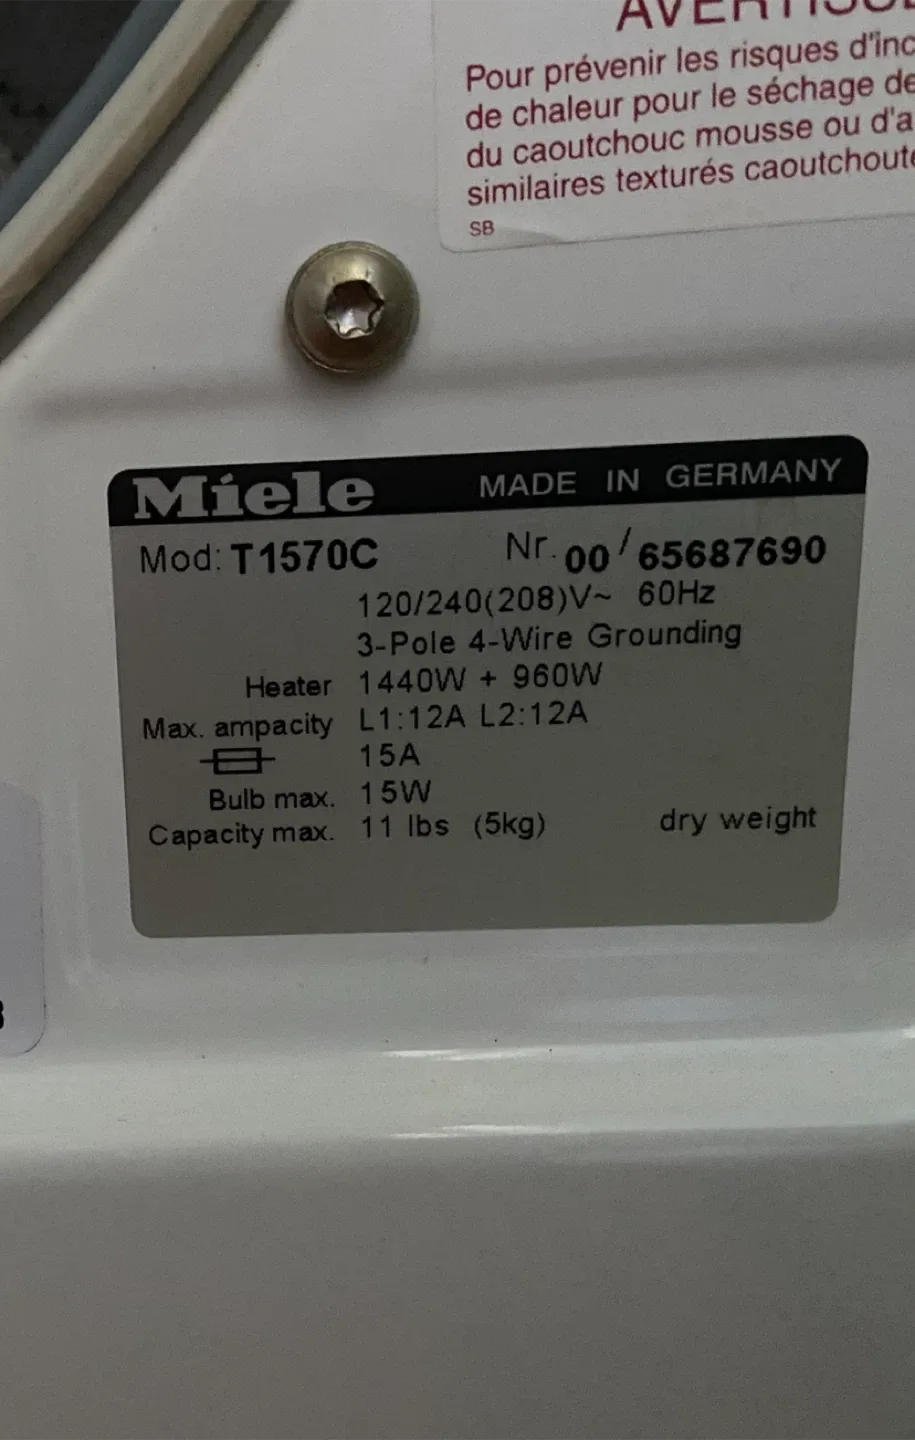 Pour prévenir les risques d'inc
de chaleur pour le séchage de
du caoutchouc mousse ou d'a
similaires texturés caoutchout
SB
Miele MADE IN GERMANY
Mod: T1570C Nr. 00/65687690
120/240(208)V~ 60Hz
3-Pole 4-Wire Grounding
Heater 1440W + 960W
Max. ampacity L1:12A L2:12A
15A
Bulb max. 15W
Capacity max. 11 lbs (5kg) dry weight